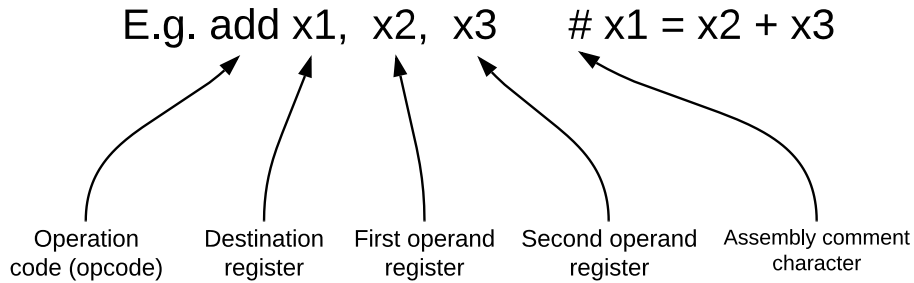 E.g. add x1, x2, x3 # x1 = x2 + x3
Operation
code (opcode)
Destination
register
First operand
register
Second operand
register
Assembly comment
character